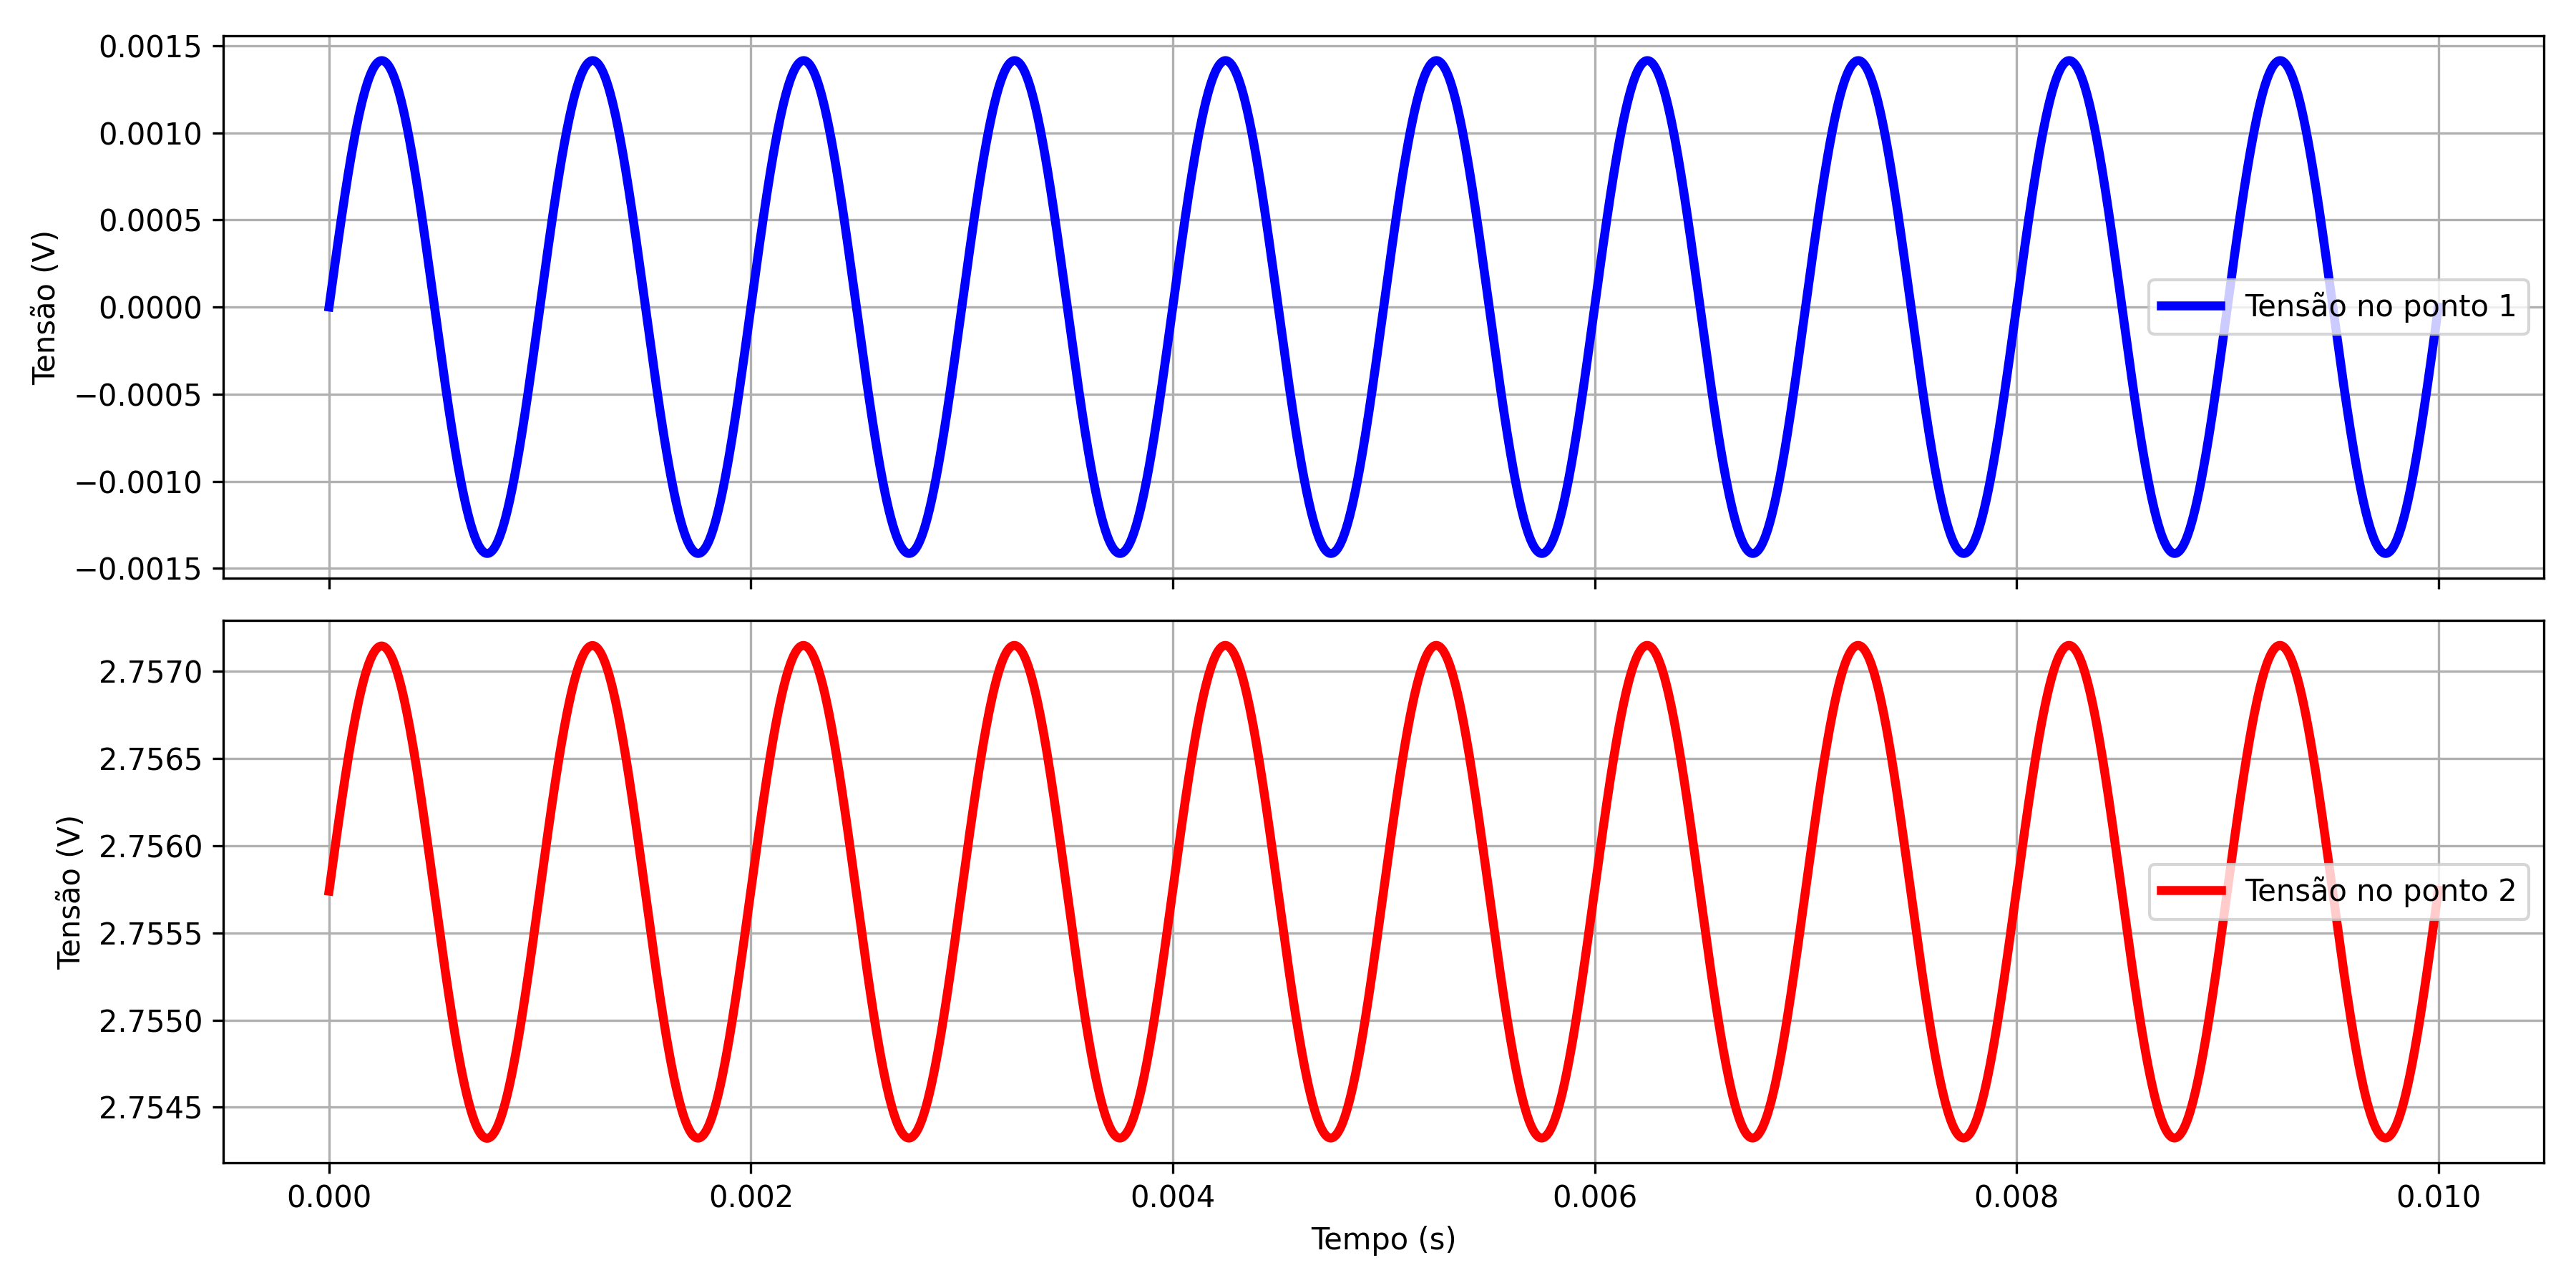 0.0015
0.0010
0.0005
0.0000
−0.0005
−0.0010
−0.0015
Tensão (V)
Tensão no ponto 1
2.7570
2.7565
2.7560
2.7555
2.7550
2.7545
Tensão (V)
Tensão no ponto 2
0.000 0.002 0.004 0.006 0.008 0.010
Tempo (s)